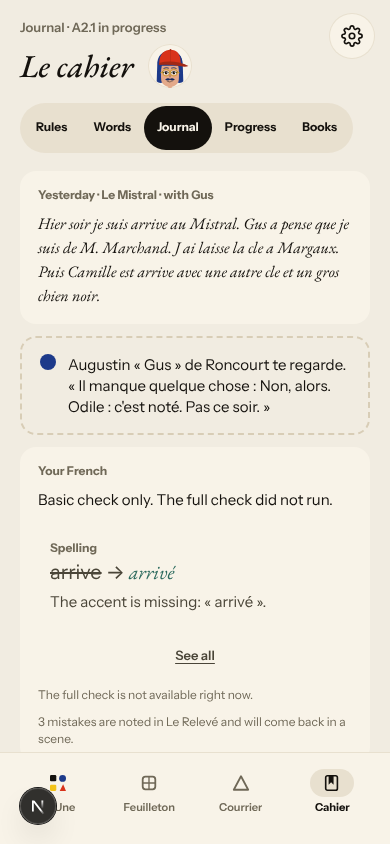 Journal · A2.1 in progress
Le cahier
Rules Words Journal Progress Books
Yesterday · Le Mistral · with Gus
Hier soir je suis arrive au Mistral. Gus a pense que je
suis de M. Marchand. J ai laisse la cle a Margaux.
Puis Camille est arrive avec une autre cle et un gros
chien noir.
Augustin « Gus » de Roncourt te regarde.
« Il manque quelque chose : Non, alors.
Odile : c'est noté. Pas ce soir. »
Your French
Basic check only. The full check did not run.
Spelling
arrive → arrivé
The accent is missing: « arrivé ».
See all
The full check is not available right now.
3 mistakes are noted in Le Relevé and will come back in a
scene.
N Une Feuilleton Courrier Cahier